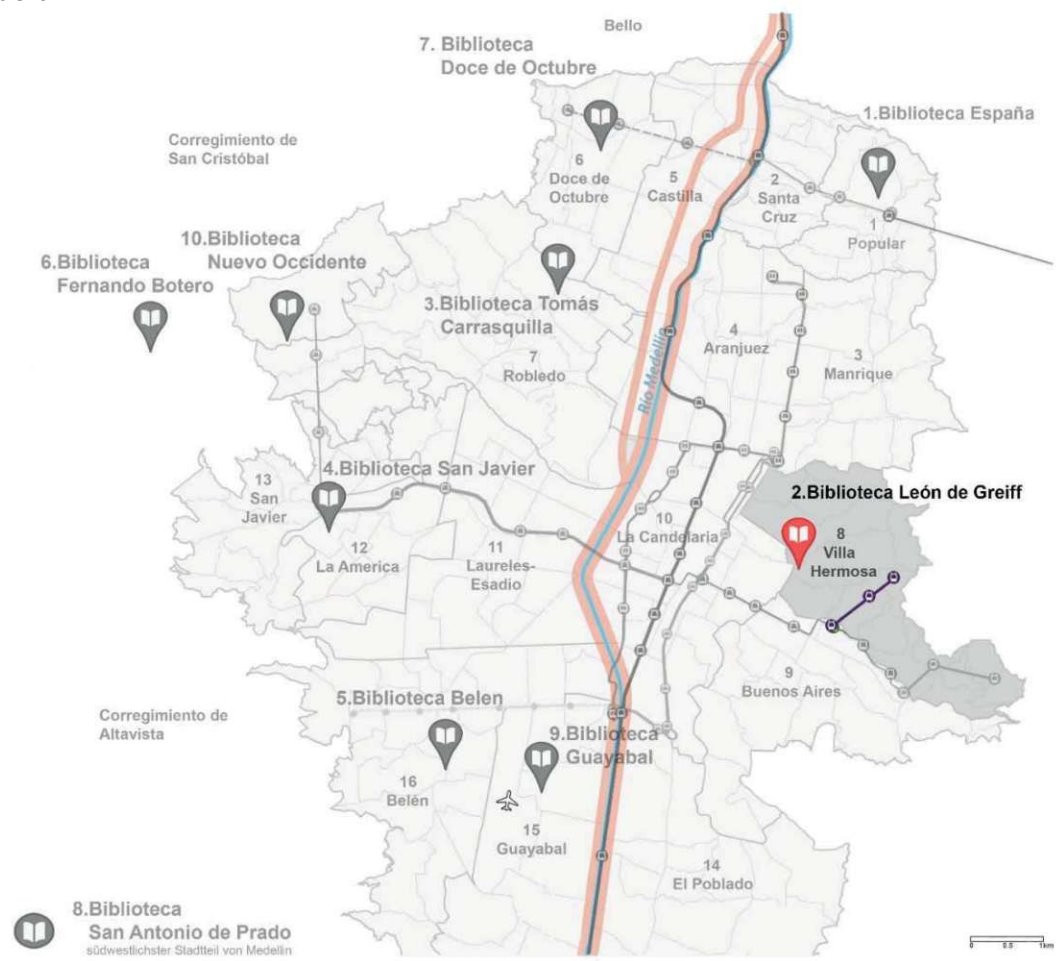 Bello
7. Biblioteca
Doce de Octubre
1.Biblioteca España
Corregimiento de
San Cristóbal
6
Doce de
Octubre
5
Castilla
2
Santa
Cruz
1
Popular
10.Biblioteca
Nuevo Occidente
6.Biblioteca
Fernando Botero
3.Biblioteca Tomás
Carrasquilla
7
Robledo
Río Medellín
4
Aranjuez
3
Manrique
4.Biblioteca San Javier
13
San
Javier
2.Biblioteca León de Greiff
12
La America
11
Laureles-
Esadio
10
La Candelaria
8
Villa
Hermosa
9
Buenos Aires
5.Biblioteca Belen
Corregimiento de
Altavista
9.Biblioteca
Guayabal
16
Belén
15
Guayabal
14
El Poblado
8.Biblioteca
San Antonio de Prado
südwestlichster Stadtteil von Medellin
0 0.5 1km